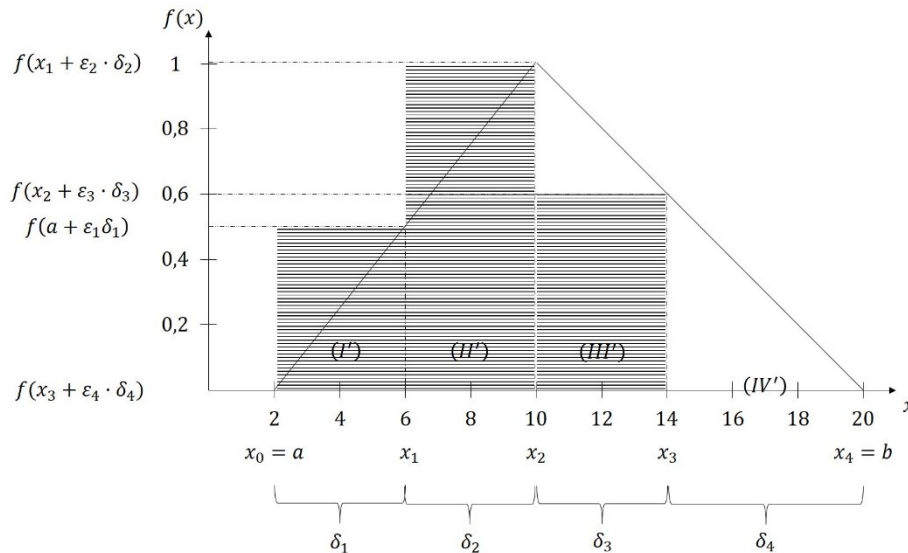 f(x)
f(x₁ + ε₂ · δ₂)
1
0,8
f(x₂ + ε₃ · δ₃)
0,6
f(a + ε₁δ₁)
0,4
0,2
(I′)
(II′)
(III′)
f(x₃ + ε₄ · δ₄)
(IV′)
2 4 6 8 10 12 14 16 18 20 x
x₀ = a x₁ x₂ x₃ x₄ = b
δ₁ δ₂ δ₃ δ₄